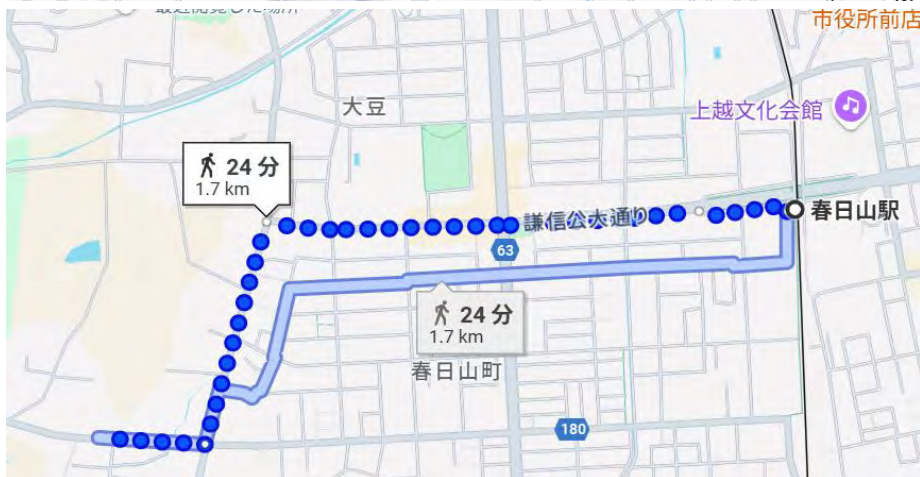 市役所前店
大豆
上越文化会館
24 分
1.7 km
謙信公大通り
春日山駅
63
24 分
1.7 km
春日山町
180